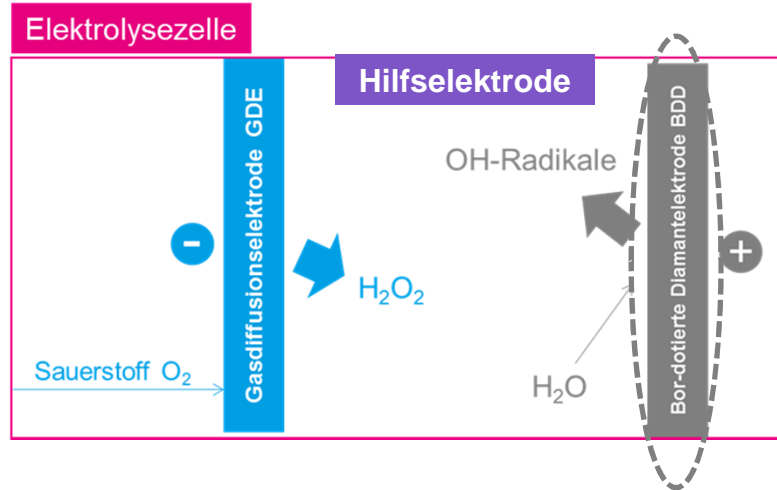 Elektrolysezelle
Hilfselektrode
Gasdiffusionselektrode GDE
Bor-dotierte Diamantelektrode BDD
OH-Radikale
-
+
H₂O₂
Sauerstoff O₂
H₂O